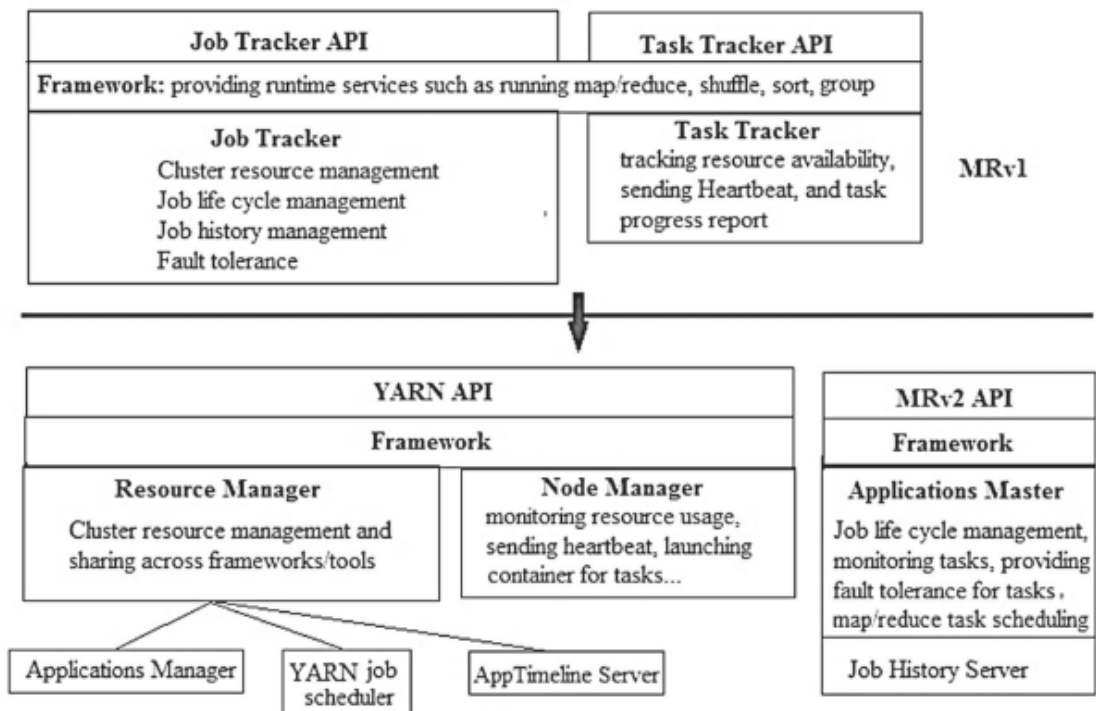 Job Tracker API
Task Tracker API
Framework: providing runtime services such as running map/reduce, shuffle, sort, group
Job Tracker
Cluster resource management
Job life cycle management
Job history management
Fault tolerance
Task Tracker
tracking resource availability,
sending Heartbeat, and task
progress report
MRv1
YARN API
Framework
Resource Manager
Cluster resource management and
sharing across frameworks/tools
Node Manager
monitoring resource usage,
sending heartbeat, launching
container for tasks...
Applications Manager
YARN job
scheduler
AppTimeline Server
MRv2 API
Framework
Applications Master
Job life cycle management,
monitoring tasks, providing
fault tolerance for tasks,
map/reduce task scheduling
Job History Server